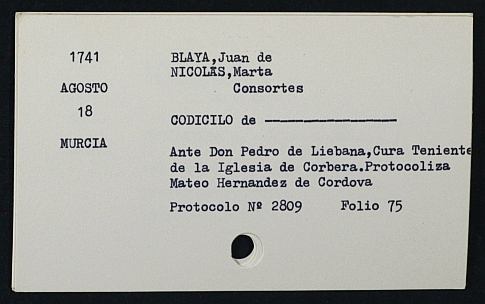 1741
AGOSTO
18
MURCIA
BLAYA,Juan de
NICOLAS,Marta
Consortes
CODICILO de -----------------
Ante Don Pedro de Liebana,Cura Teniente
de la Iglesia de Corbera.Protocoliza
Mateo Hernandez de Cordova
Protocolo Nº 2809 Folio 75